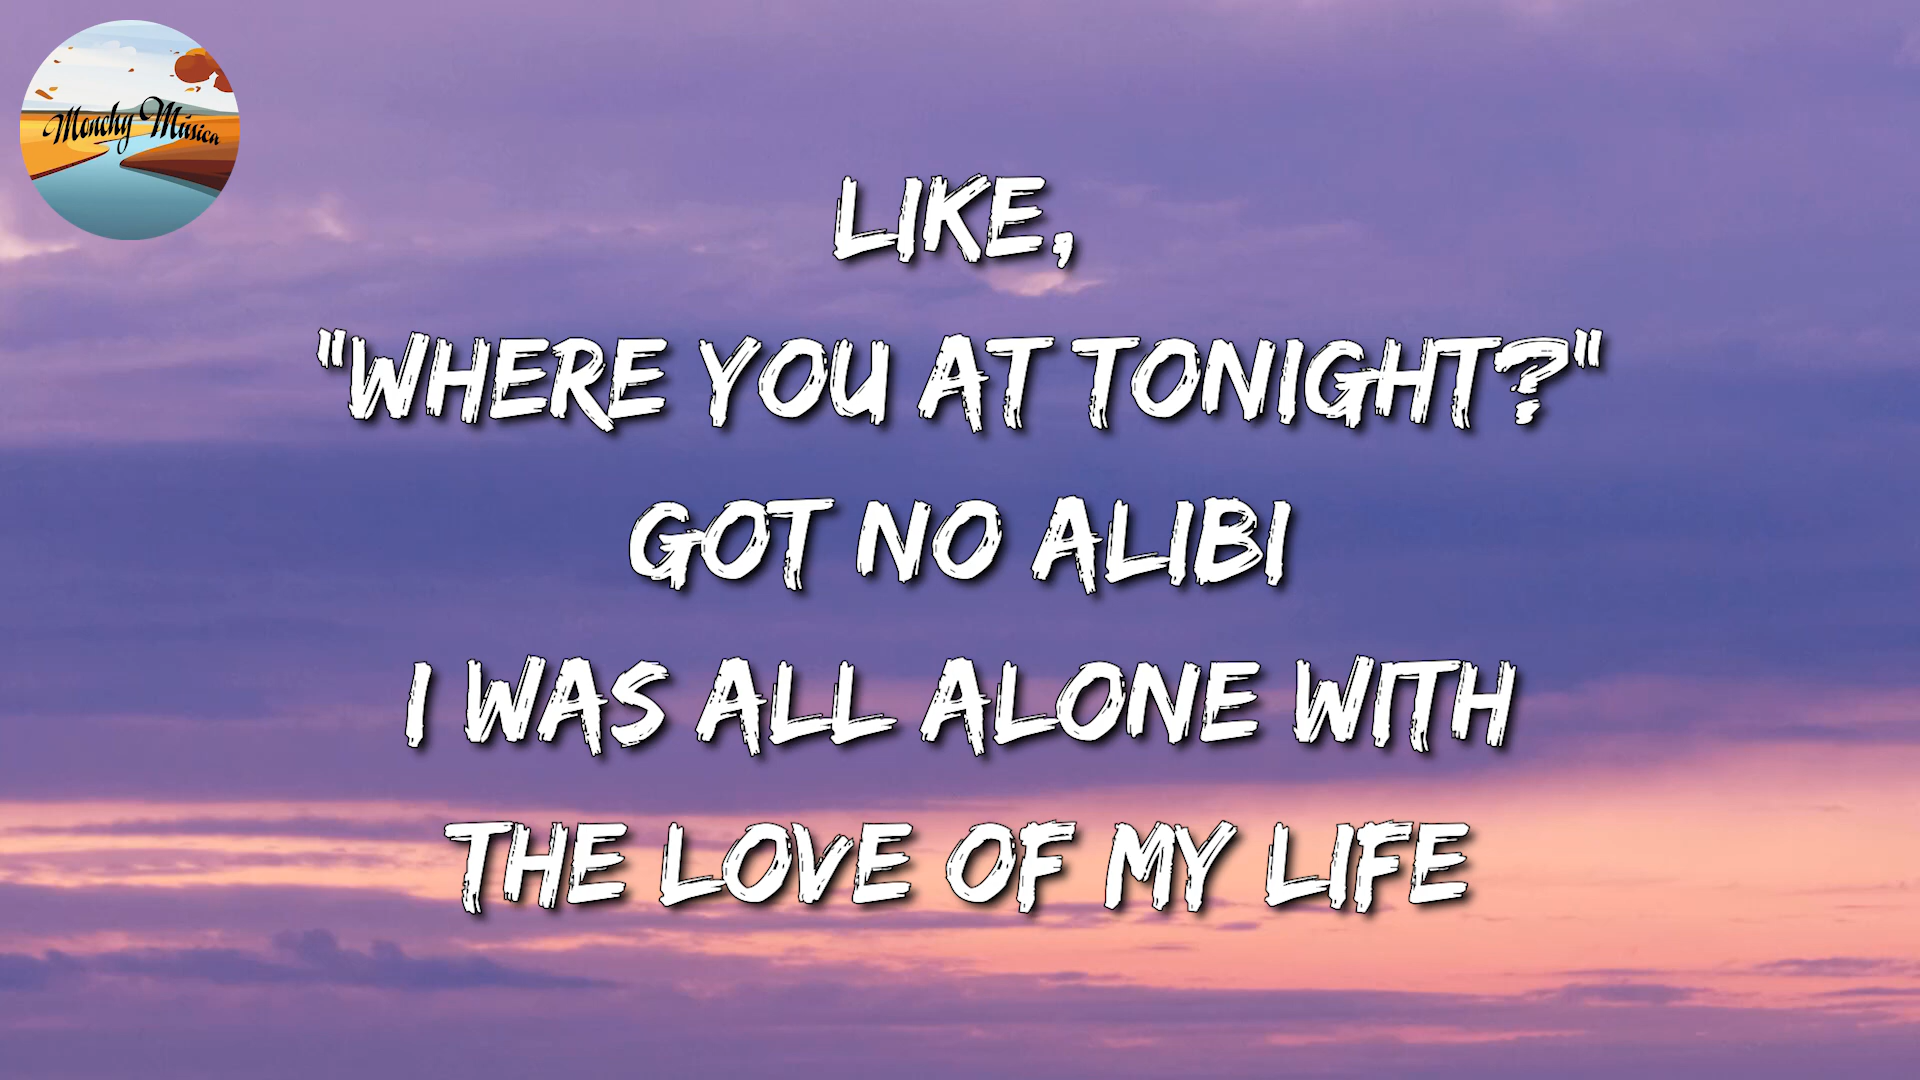 Monchy Música
LIKE,
"WHERE YOU AT TONIGHT?"
GOT NO ALIBI
I WAS ALL ALONE WITH
THE LOVE OF MY LIFE